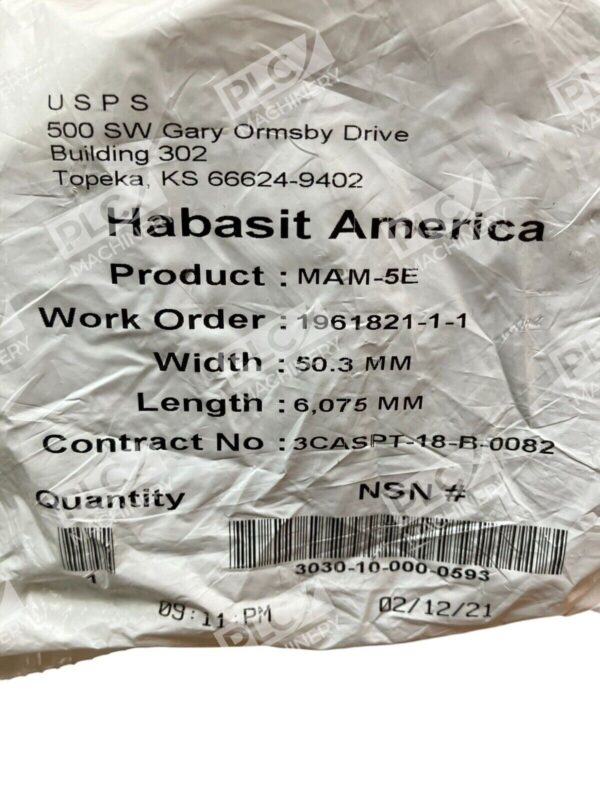 U S P S
500 SW Gary Ormsby Drive
Building 302
Topeka, KS 66624-9402
Habasit America
Product : MAM-5E
Work Order : 1961821-1-1
Width : 50.3 MM
Length : 6,075 MM
Contract No : 3CASPT-18-B-0082
Quantity NSN #
1 3030-10-000-0593
09:11 PM 02/12/21
PLC MACHINERY